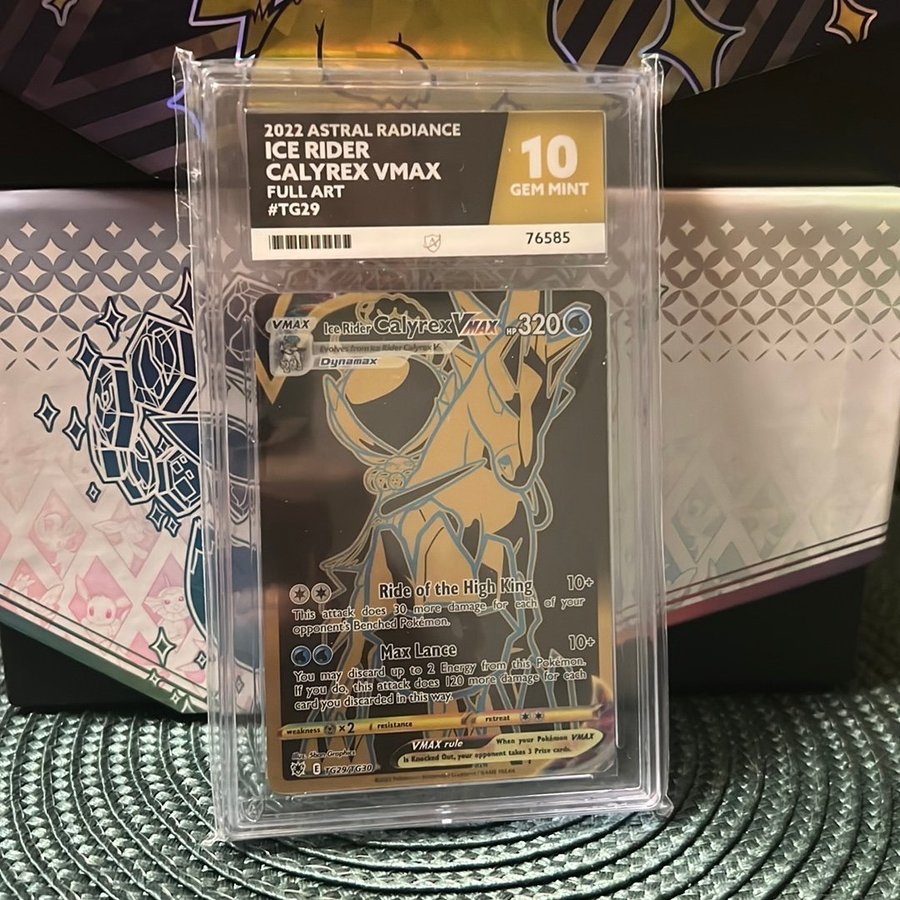 2022 ASTRAL RADIANCE
ICE RIDER
CALYREX VMAX
FULL ART
#TG29
10
GEM MINT
76585
VMAX Ice Rider Calyrex VMAX HP 320
Evolves from Ice Rider Calyrex V
Dynamax
Ride of the High King 10+
This attack does 30 more damage for each of your
opponent's Benched Pokémon.
Max Lance 10+
You may discard up to 2 Energy from this Pokémon.
If you do, this attack does 120 more damage for each
card you discarded in this way.
weakness ×2 resistance retreat
VMAX rule When your Pokémon VMAX
is Knocked Out, your opponent takes 3 Prize cards.
Illus. 5ban Graphics
E TG29/TG30